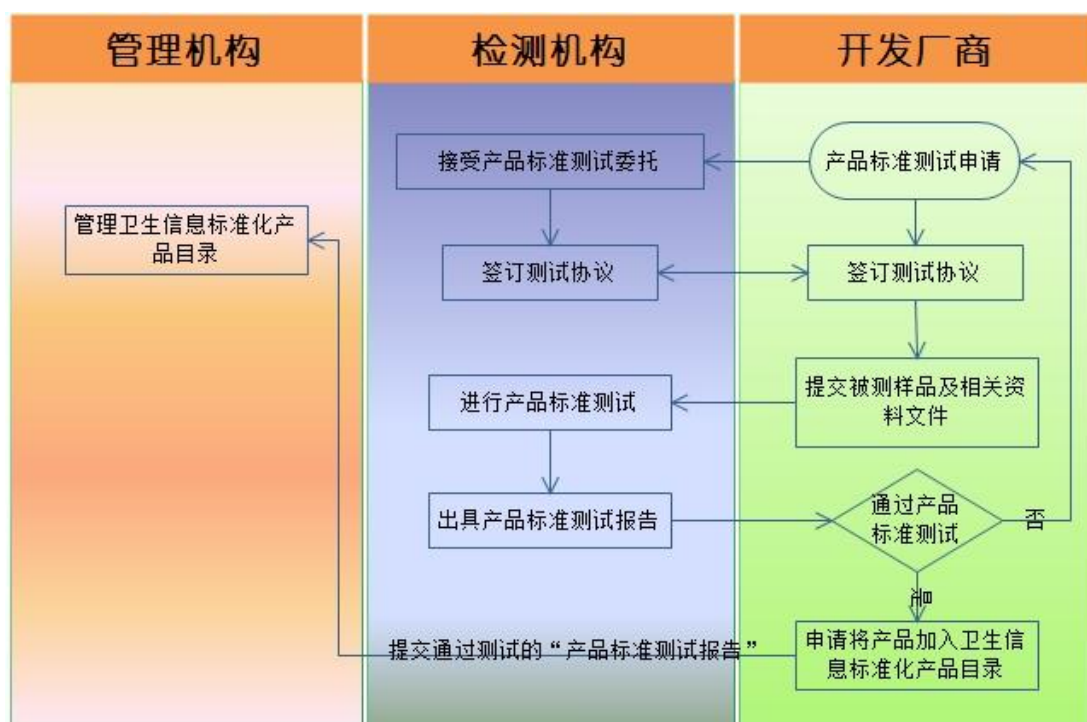 管理机构
检测机构
开发厂商
接受产品标准测试委托
产品标准测试申请
管理卫生信息标准化产
品目录
签订测试协议
签订测试协议
进行产品标准测试
提交被测样品及相关资
料文件
出具产品标准测试报告
通过产品
标准测试
否
是
提交通过测试的“产品标准测试报告”
申请将产品加入卫生信
息标准化产品目录